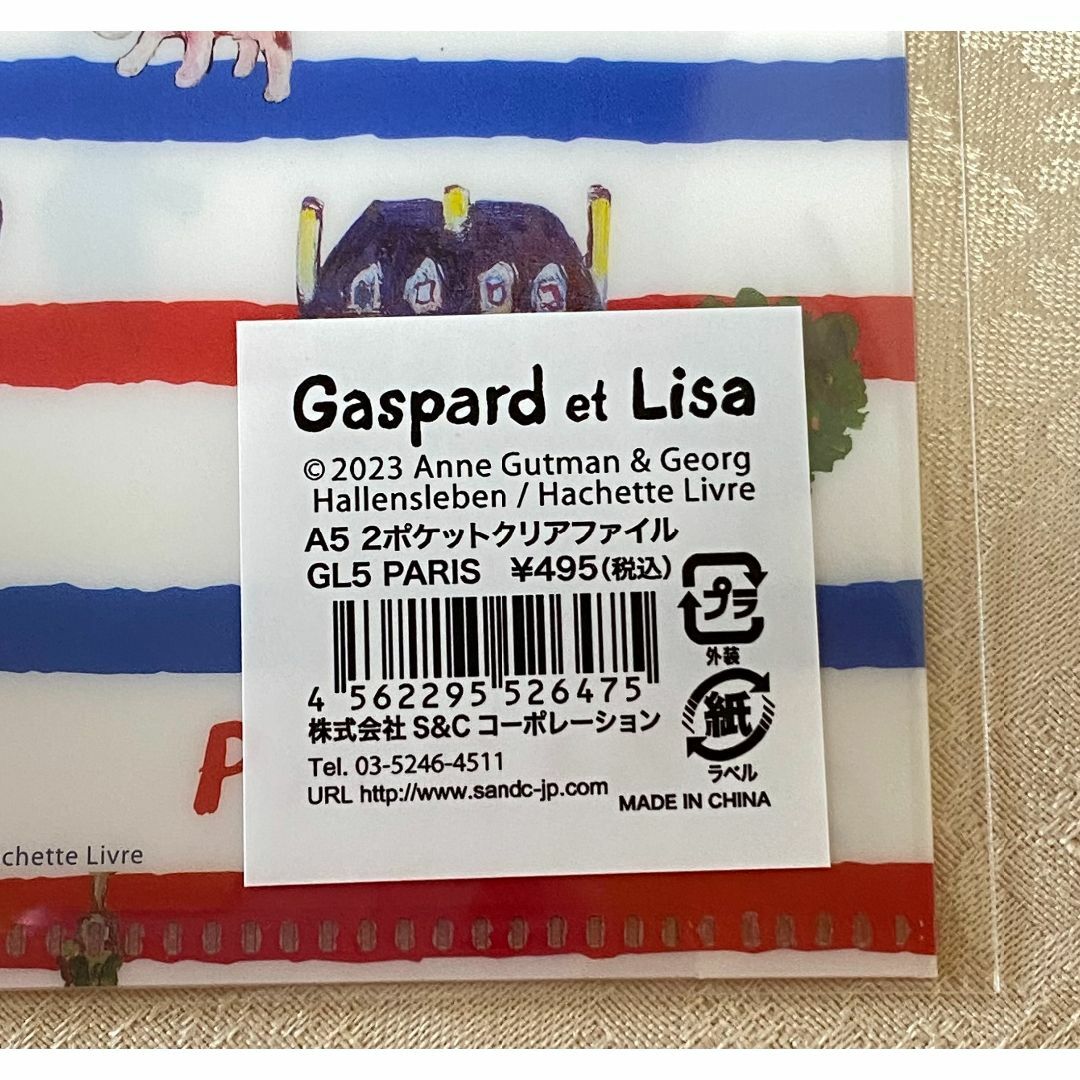 Gaspard et Lisa
©2023 Anne Gutman & Georg
Hallensleben / Hachette Livre
A5 2ポケットクリアファイル
GL5 PARIS ¥495(税込)
プラ
外装
4 562295 526475
紙
ラベル
株式会社 S&C コーポレーション
Tel. 03-5246-4511
URL http://www.sandc-jp.com
MADE IN CHINA
P
chette Livre